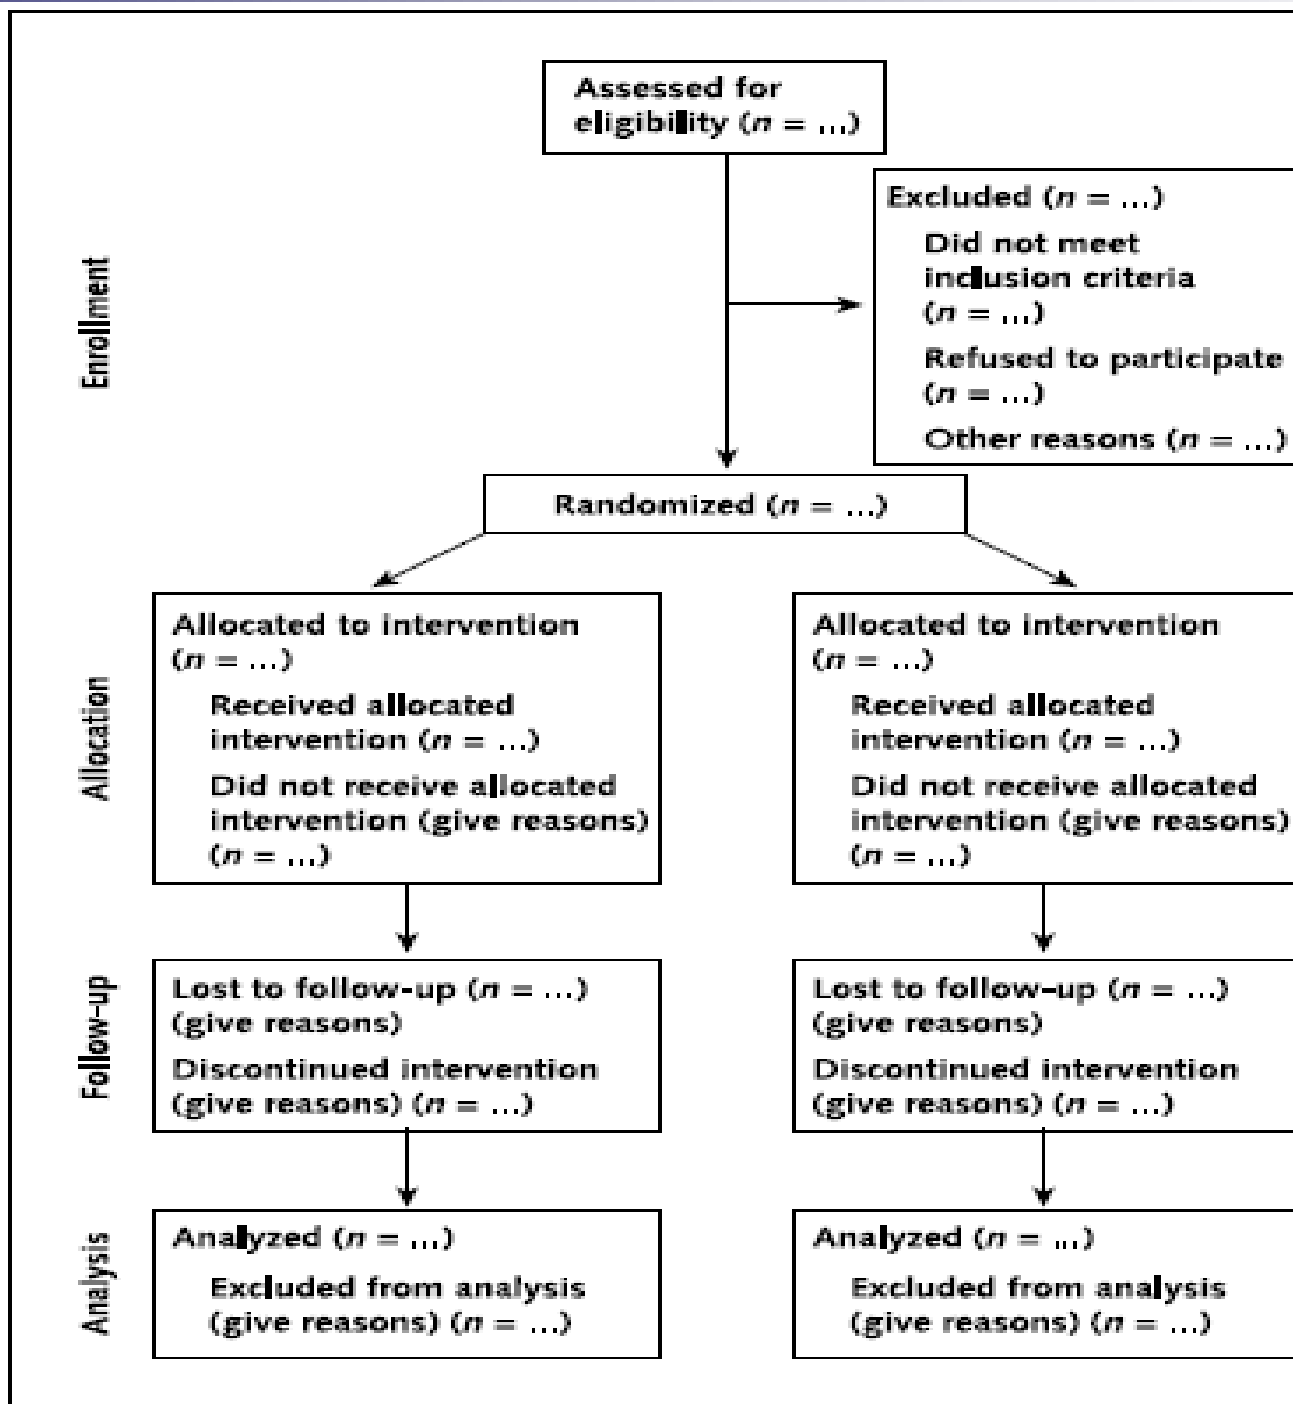 Assessed for
eligibility (n = ...)
Excluded (n = ...)
Did not meet
inclusion criteria
(n = ...)
Refused to participate
(n = ...)
Other reasons (n = ...)
Enrollment
Randomized (n = ...)
Allocation
Allocated to intervention
(n = ...)
Received allocated
intervention (n = ...)
Did not receive allocated
intervention (give reasons)
(n = ...)
Allocated to intervention
(n = ...)
Received allocated
intervention (n = ...)
Did not receive allocated
intervention (give reasons)
(n = ...)
Follow-up
Lost to follow-up (n = ...)
(give reasons)
Discontinued intervention
(give reasons) (n = ...)
Lost to follow-up (n = ...)
(give reasons)
Discontinued intervention
(give reasons) (n = ...)
Analysis
Analyzed (n = ...)
Excluded from analysis
(give reasons) (n = ...)
Analyzed (n = ...)
Excluded from analysis
(give reasons) (n = ...)